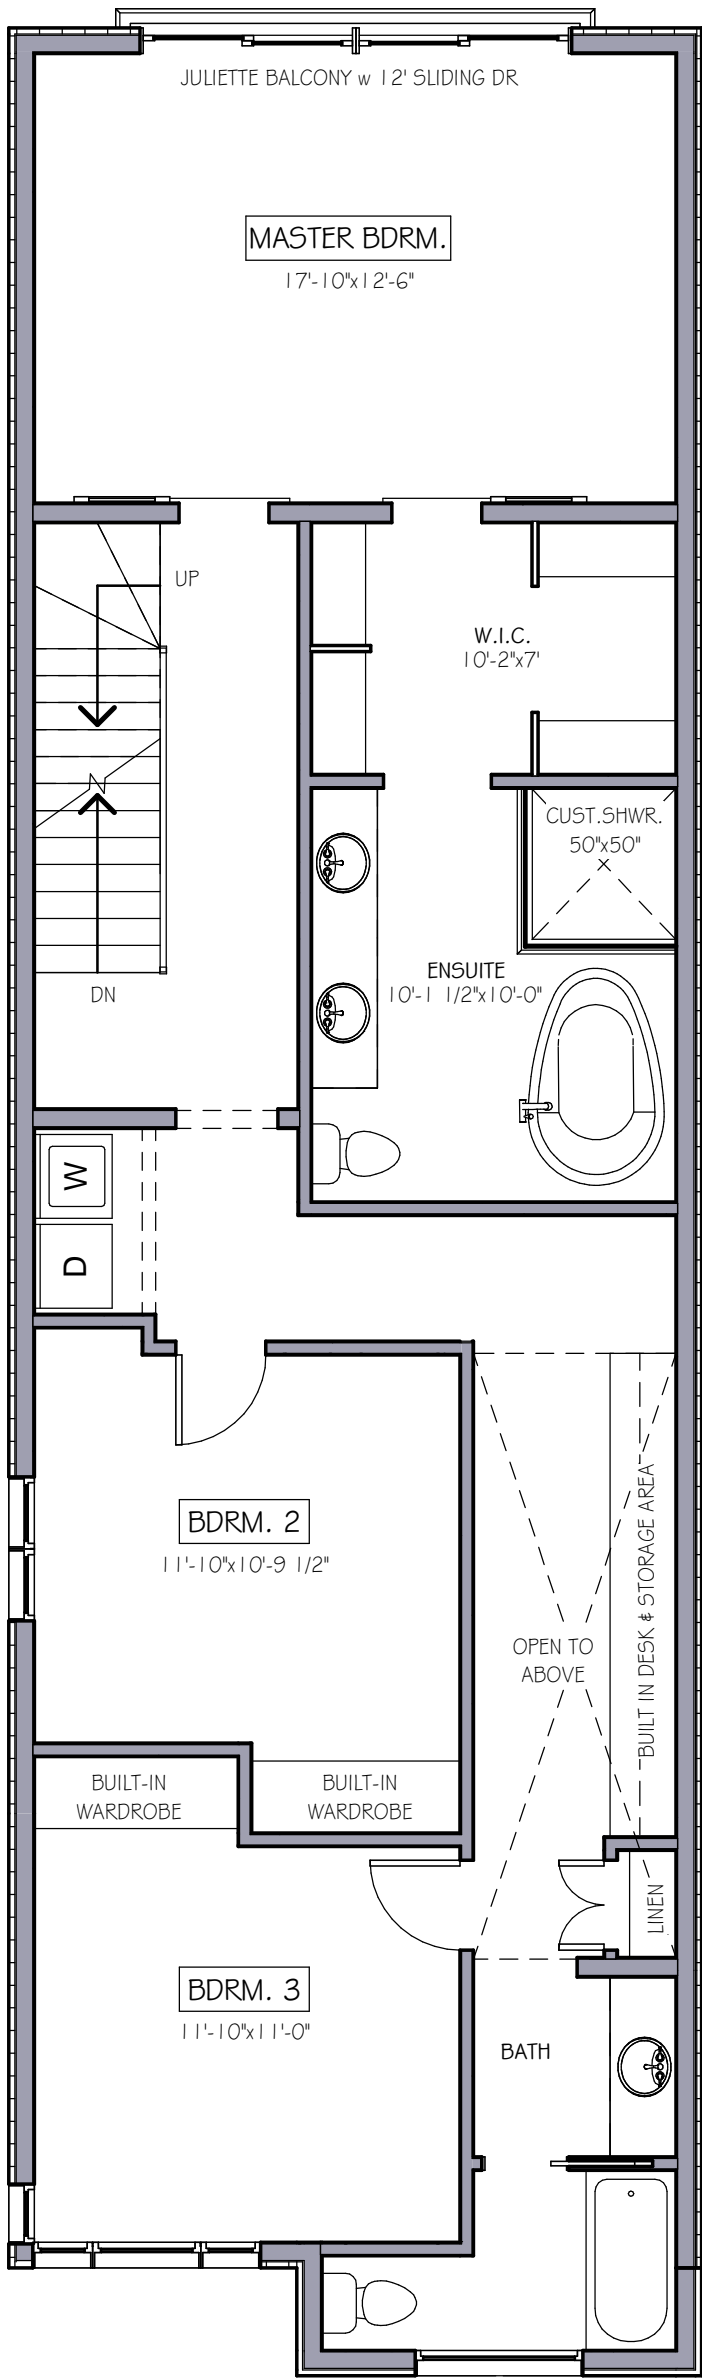 JULIETTE BALCONY w 12' SLIDING DR
MASTER BDRM.
17'-10"x12'-6"
UP
W.I.C.
10'-2"x7'
CUST.SHWR.
50"x50"
ENSUITE
10'-1 1/2"x10'-0"
DN
W
D
BDRM. 2
11'-10"x10'-9 1/2"
BUILT IN DESK & STORAGE AREA
OPEN TO
ABOVE
BUILT-IN
WARDROBE
BUILT-IN
WARDROBE
LINEN
BDRM. 3
11'-10"x11'-0"
BATH